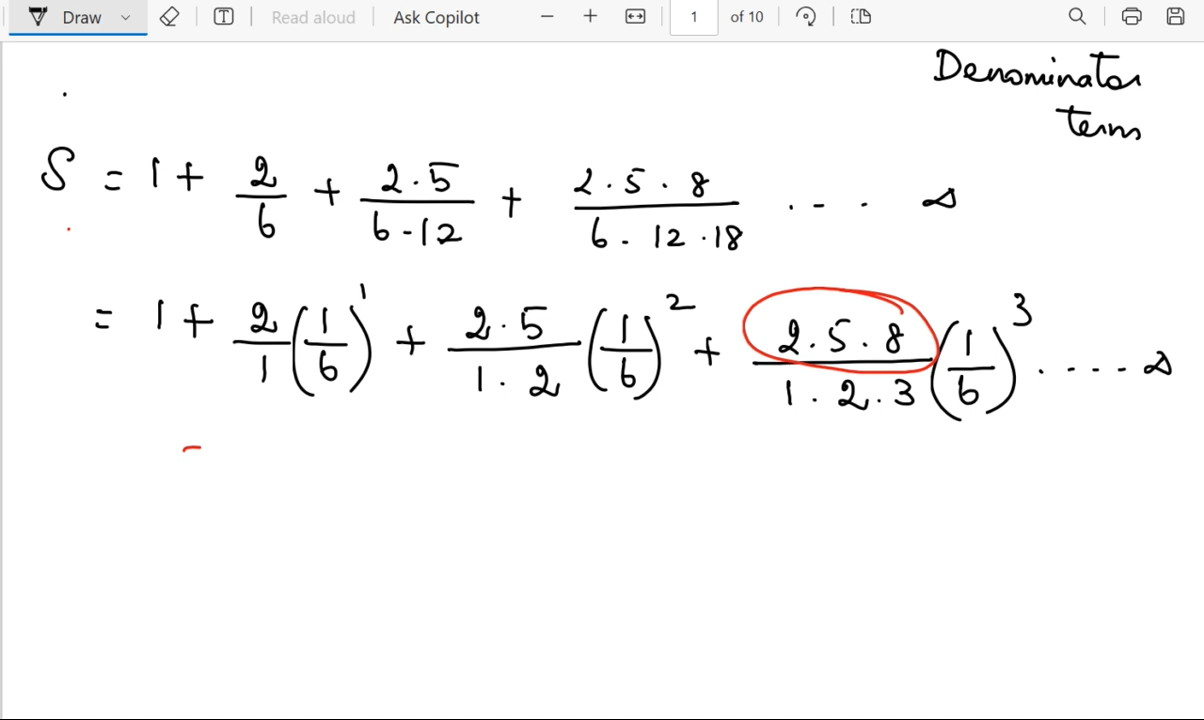 Draw Read aloud Ask Copilot 1 of 10
Denominator
terms
S = 1 + 2/6 + 2.5/6-12 + 2.5.8/6.12.18 .... ∞
= 1 + 2/1 (1/6)^1 + 2.5/1.2 (1/6)^2 + 2.5.8/1.2.3 (1/6)^3 ..... ∞